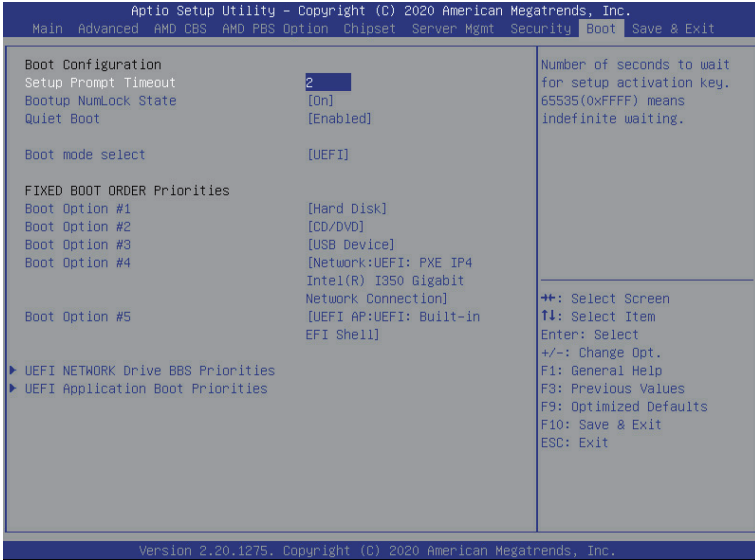 Aptio Setup Utility – Copyright (C) 2020 American Megatrends, Inc.
Main Advanced AMD CBS AMD PBS Option Chipset Server Mgmt Security Boot Save & Exit
Boot Configuration
Setup Prompt Timeout 2
Bootup NumLock State [On]
Quiet Boot [Enabled]
Boot mode select [UEFI]
FIXED BOOT ORDER Priorities
Boot Option #1 [Hard Disk]
Boot Option #2 [CD/DVD]
Boot Option #3 [USB Device]
Boot Option #4 [Network:UEFI: PXE IP4
Intel(R) I350 Gigabit
Network Connection]
Boot Option #5 [UEFI AP:UEFI: Built-in
EFI Shell]
UEFI NETWORK Drive BBS Priorities
UEFI Application Boot Priorities
Number of seconds to wait
for setup activation key.
65535(0xFFFF) means
indefinite waiting.
→←: Select Screen
↑↓: Select Item
Enter: Select
+/-: Change Opt.
F1: General Help
F3: Previous Values
F9: Optimized Defaults
F10: Save & Exit
ESC: Exit
Version 2.20.1275. Copyright (C) 2020 American Megatrends, Inc.